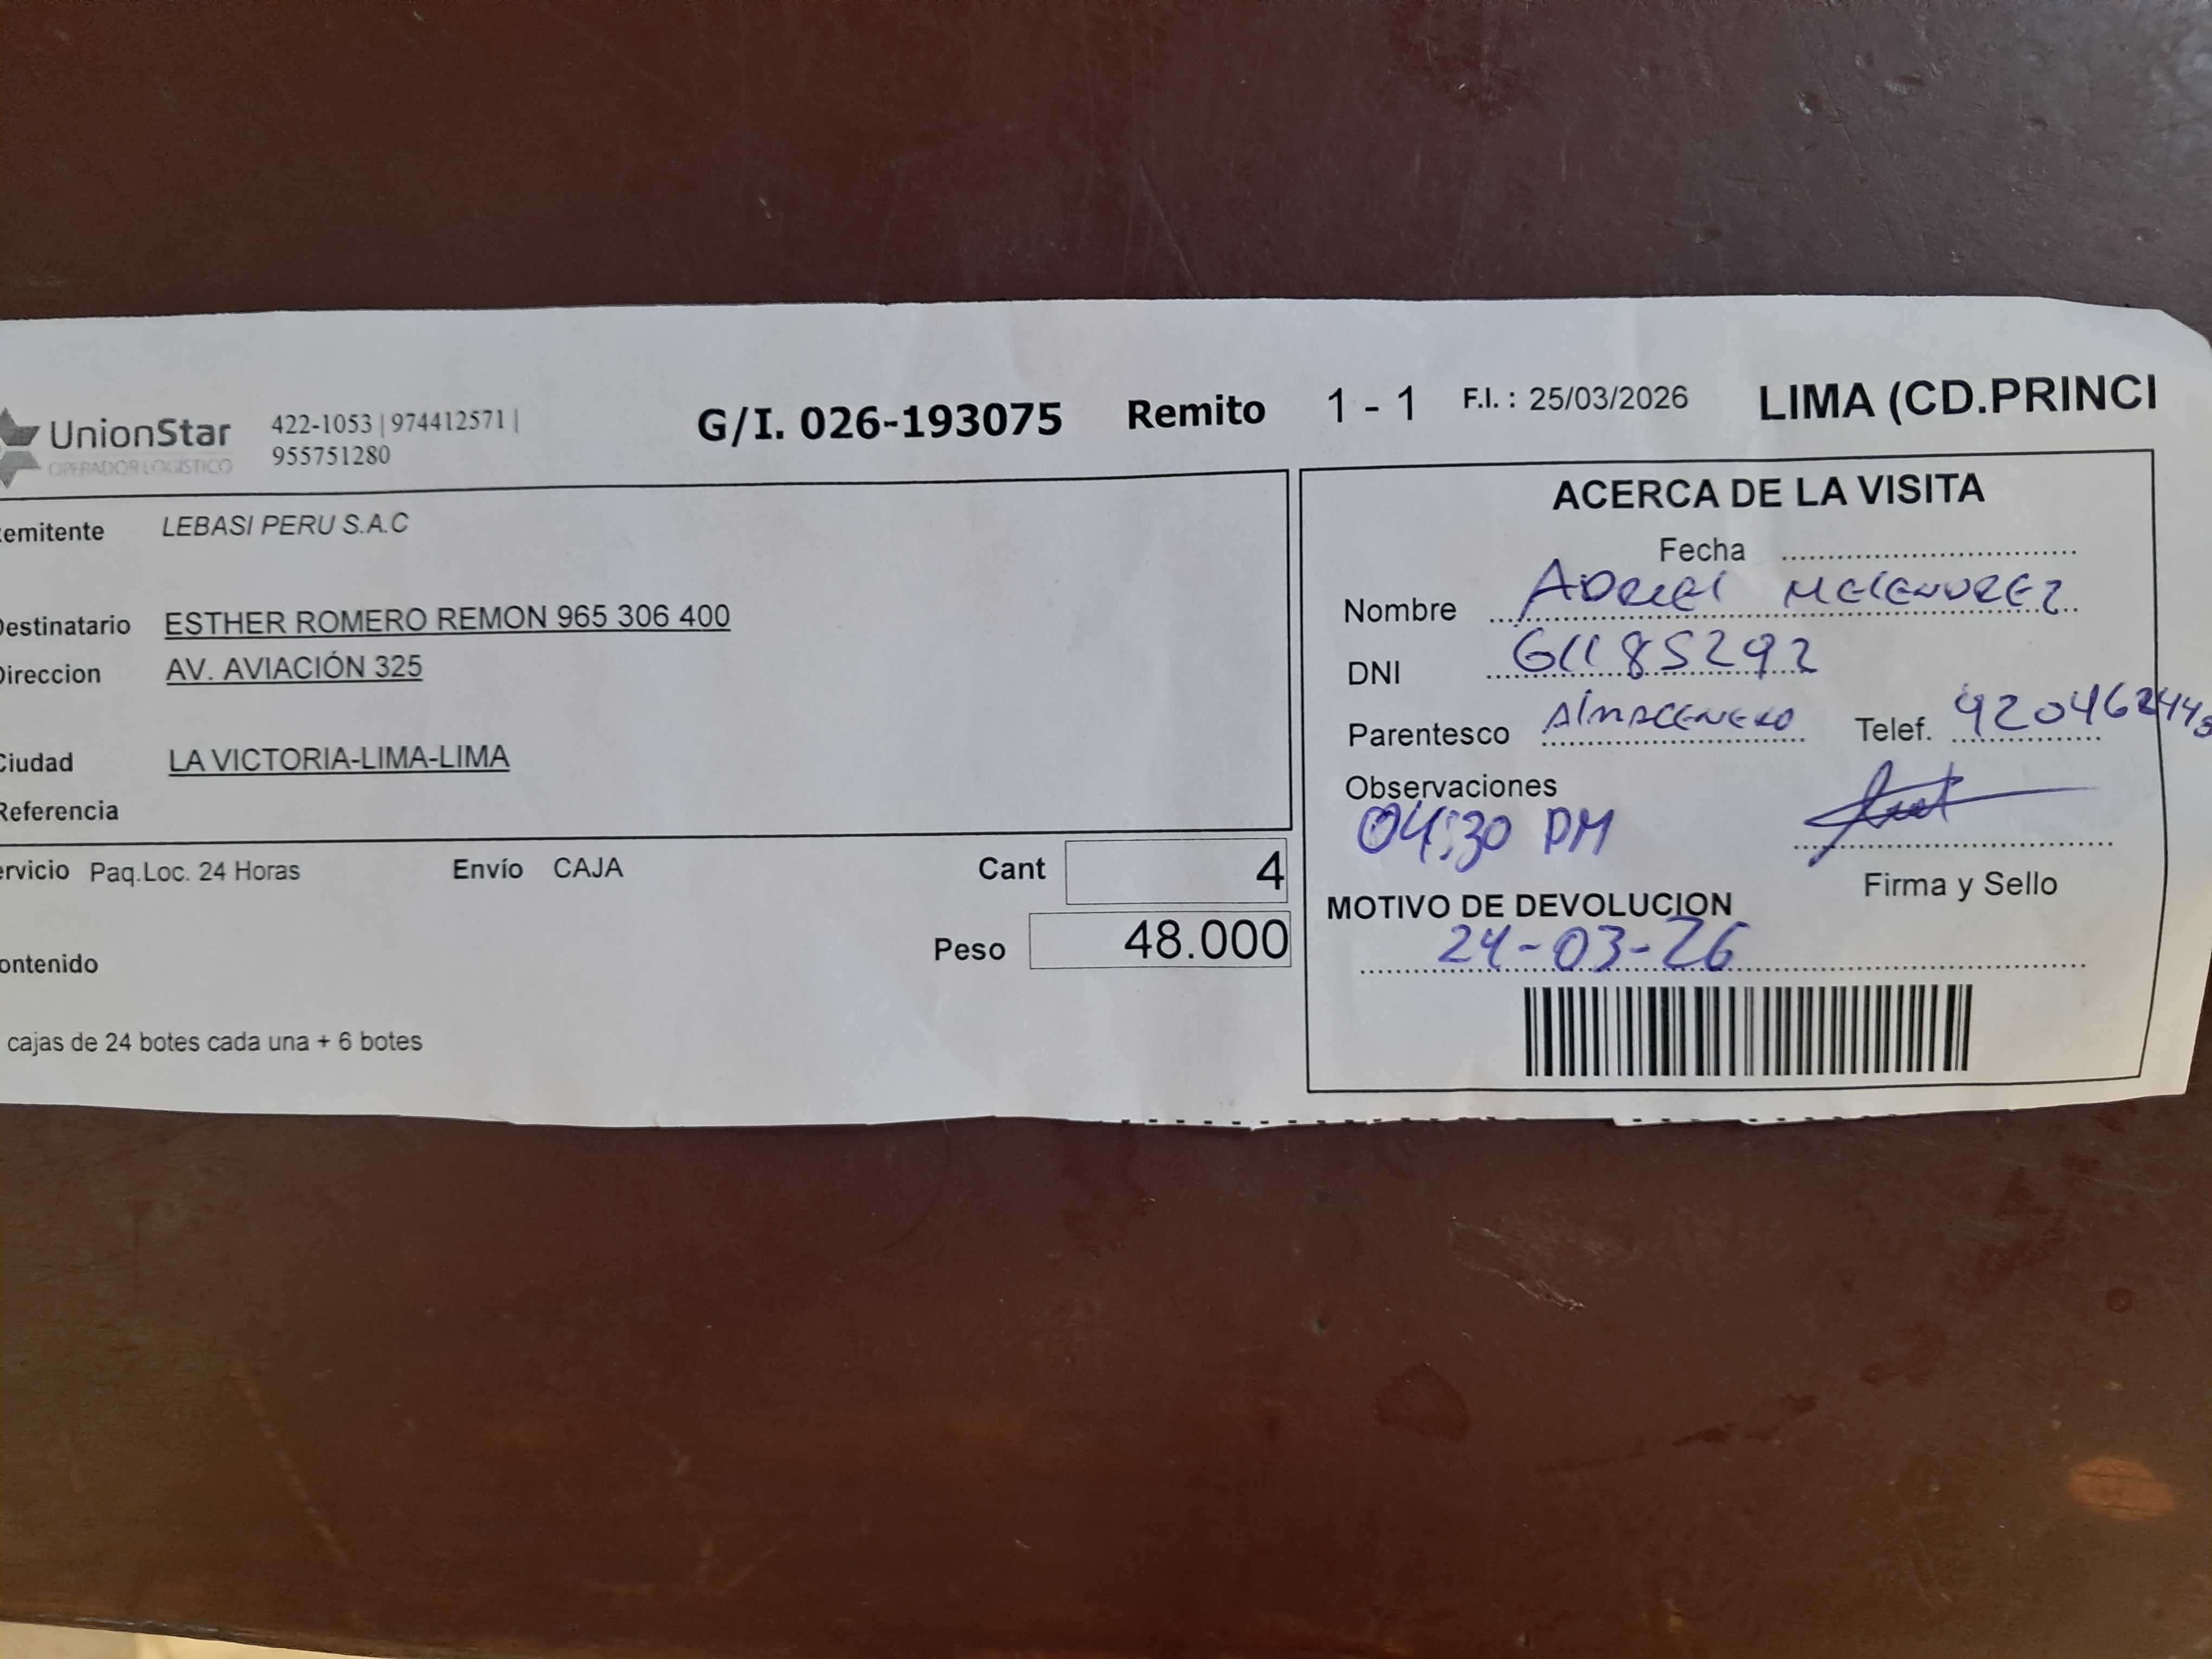 UnionStar
OPERADOR LOGÍSTICO
422-1053 | 974412571 |
955751280
G/I. 026-193075 Remito 1 - 1 F.I. : 25/03/2026 LIMA (CD.PRINCI
emitente LEBASI PERU S.A.C
Destinatario ESTHER ROMERO REMON 965 306 400
Direccion AV. AVIACIÓN 325
Ciudad LA VICTORIA-LIMA-LIMA
Referencia
ervicio Paq.Loc. 24 Horas Envío CAJA Cant 4
Peso 48.000
ontenido
cajas de 24 botes cada una + 6 botes
ACERCA DE LA VISITA
Fecha
Nombre ADRIEL MELENDREZ
DNI 61185292
Parentesco Almacenero Telef.
Observaciones
04:30 PM
Firma y Sello
MOTIVO DE DEVOLUCION
24-03-26